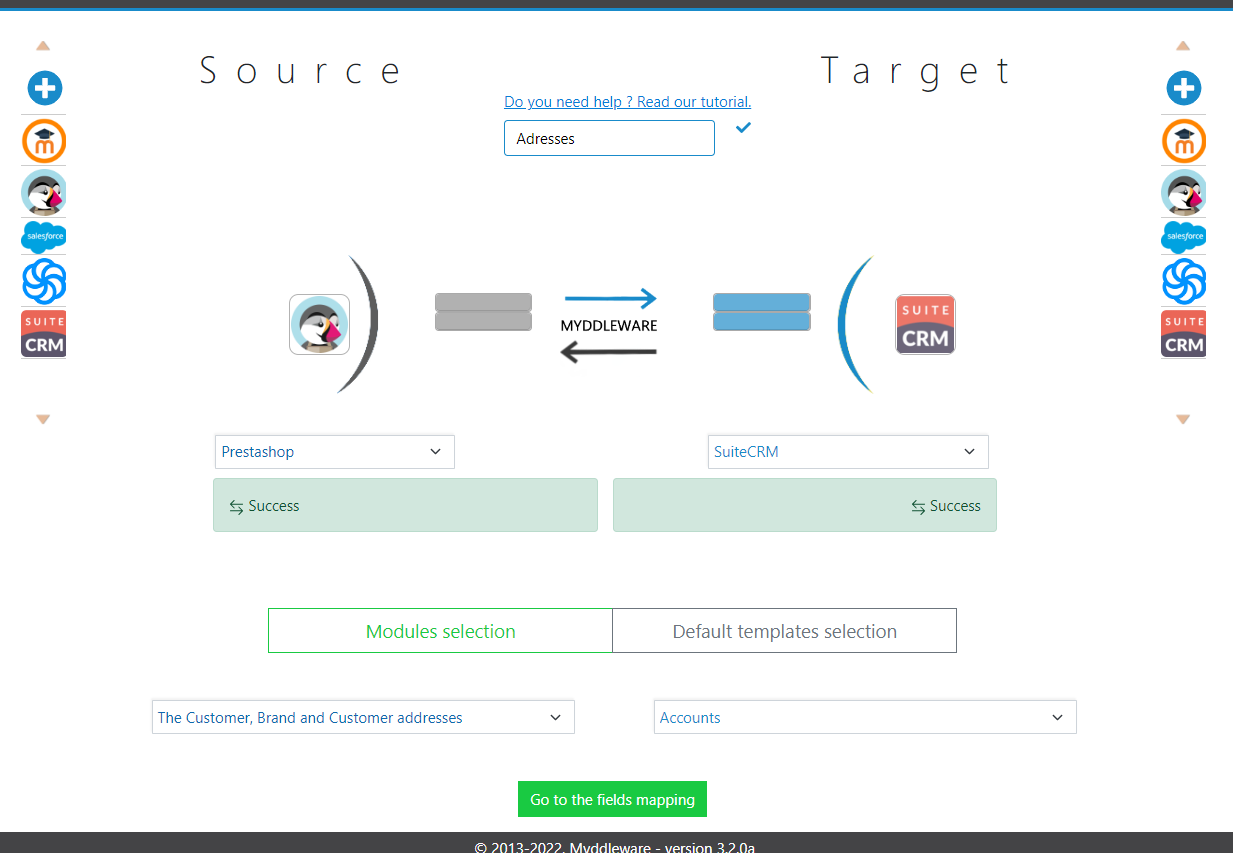 Source
Target
Do you need help ? Read our tutorial.
Adresses
salesforce
salesforce
SUITE
CRM
SUITE
CRM
MYDDLEWARE
SUITE
CRM
Prestashop
SuiteCRM
Success
Success
Modules selection
Default templates selection
The Customer, Brand and Customer addresses
Accounts
Go to the fields mapping
© 2013-2022, Myddleware - version 3.2.0a